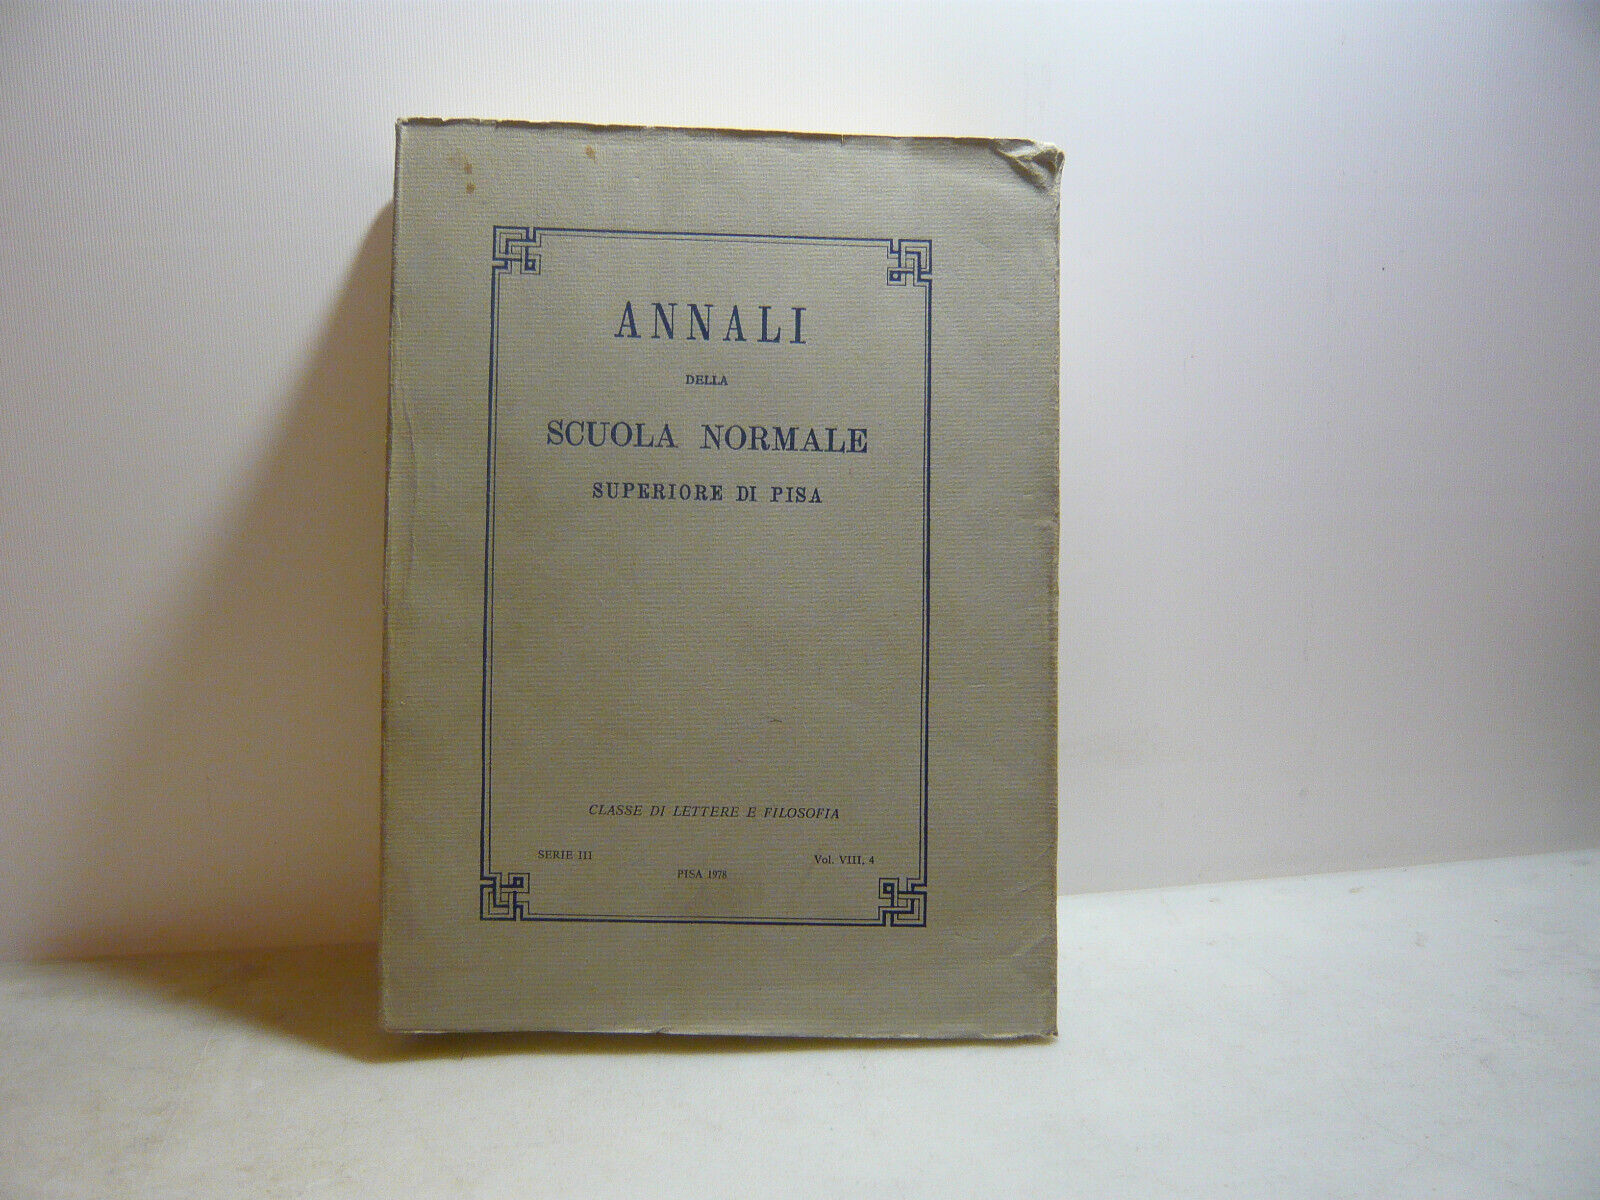 ANNALI
DELLA
SCUOLA NORMALE
SUPERIORE DI PISA
CLASSE DI LETTERE E FILOSOFIA
SERIE III
Vol. VIII, 4
PISA 1978